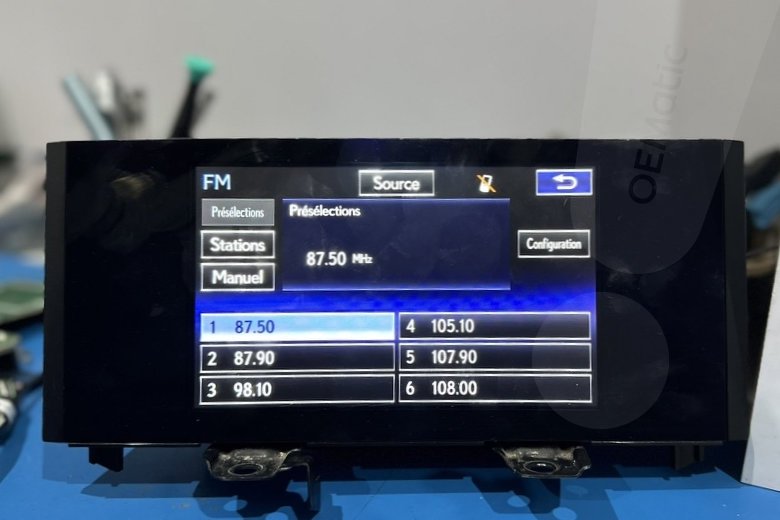 OEMatic
FM
Source
Présélections
Présélections
Stations
87.50 MHz
Configuration
Manuel
1 87.50
4 105.10
2 87.90
5 107.90
3 98.10
6 108.00